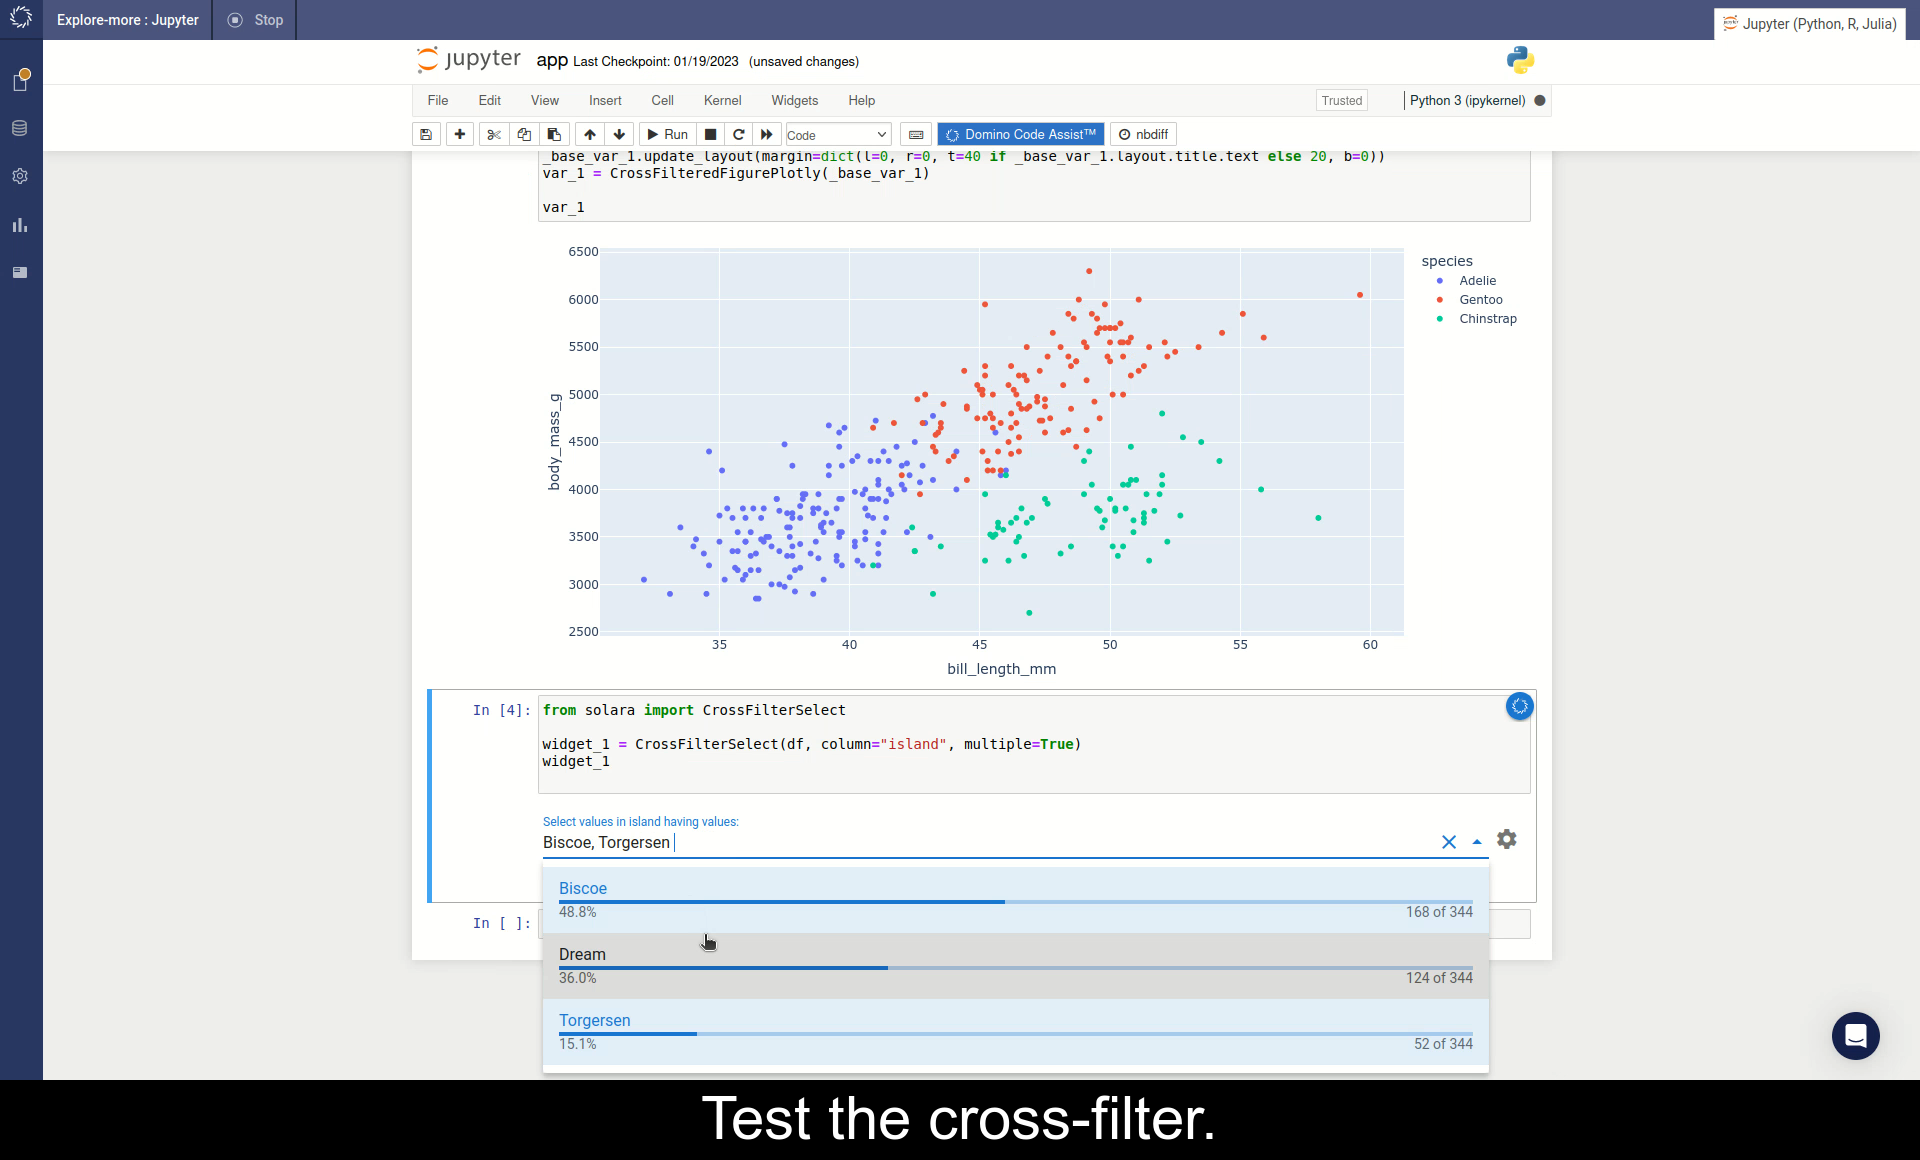 Explore-more : Jupyter
Stop
Jupyter (Python, R, Julia)
jupyter
app Last Checkpoint: 01/19/2023 (unsaved changes)
File Edit View Insert Cell Kernel Widgets Help
Trusted
Python 3 (ipykernel)
Run
Code
Domino Code Assist™
nbdiff
_base_var_1.update_layout(margin=dict(l=0, r=0, t=40 if _base_var_1.layout.title.text else 20, b=0))
var_1 = CrossFilteredFigurePlotly(_base_var_1)
var_1
6500
6000
5500
5000
4500
4000
3500
3000
2500
body_mass_g
35 40 45 50 55 60
bill_length_mm
species
Adelie
Gentoo
Chinstrap
In [4]:
from solara import CrossFilterSelect
widget_1 = CrossFilterSelect(df, column="island", multiple=True)
widget_1
Select values in island having values:
Biscoe, Torgersen
Biscoe
48.8% 168 of 344
In [ ]:
Dream
36.0% 124 of 344
Torgersen
15.1% 52 of 344
Test the cross-filter.